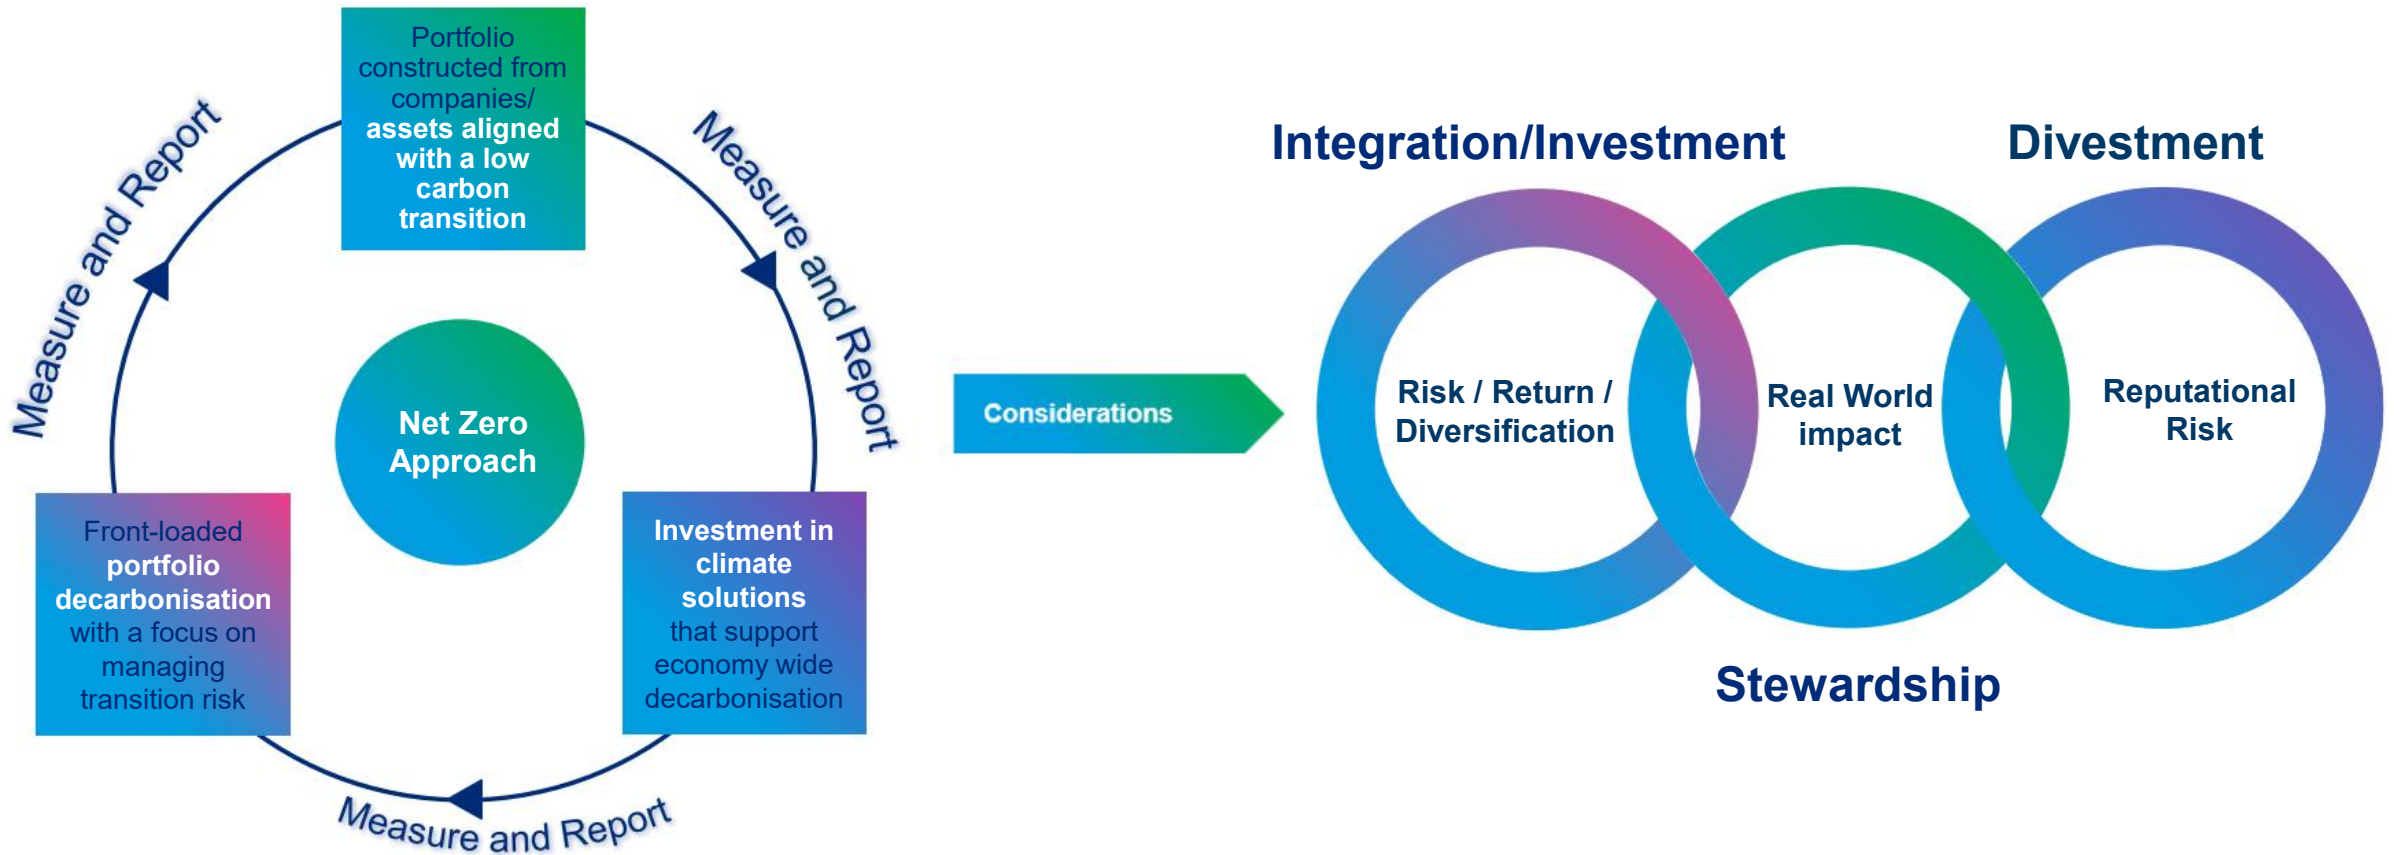 Portfolio
constructed from
companies/
assets aligned
with a low
carbon
transition
Measure and Report
Measure and Report
Net Zero
Approach
Front-loaded
portfolio
decarbonisation
with a focus on
managing
transition risk
Investment in
climate
solutions
that support
economy wide
decarbonisation
Measure and Report
Considerations
Integration/Investment
Divestment
Risk / Return /
Diversification
Real World
impact
Reputational
Risk
Stewardship